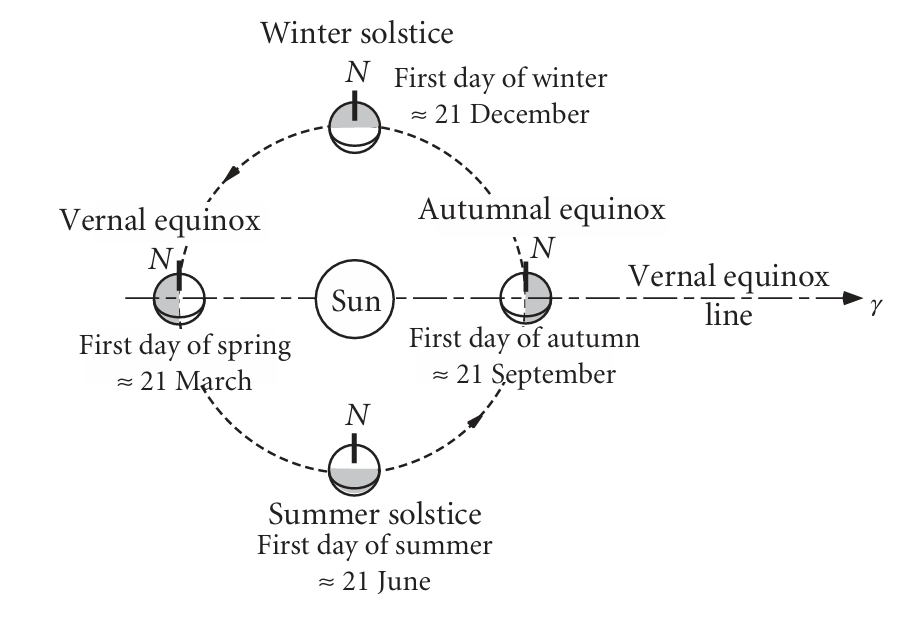 Winter solstice
N
First day of winter
≈ 21 December
Vernal equinox
N
Autumnal equinox
N
Sun
Vernal equinox
line
γ
First day of spring
≈ 21 March
First day of autumn
≈ 21 September
N
Summer solstice
First day of summer
≈ 21 June